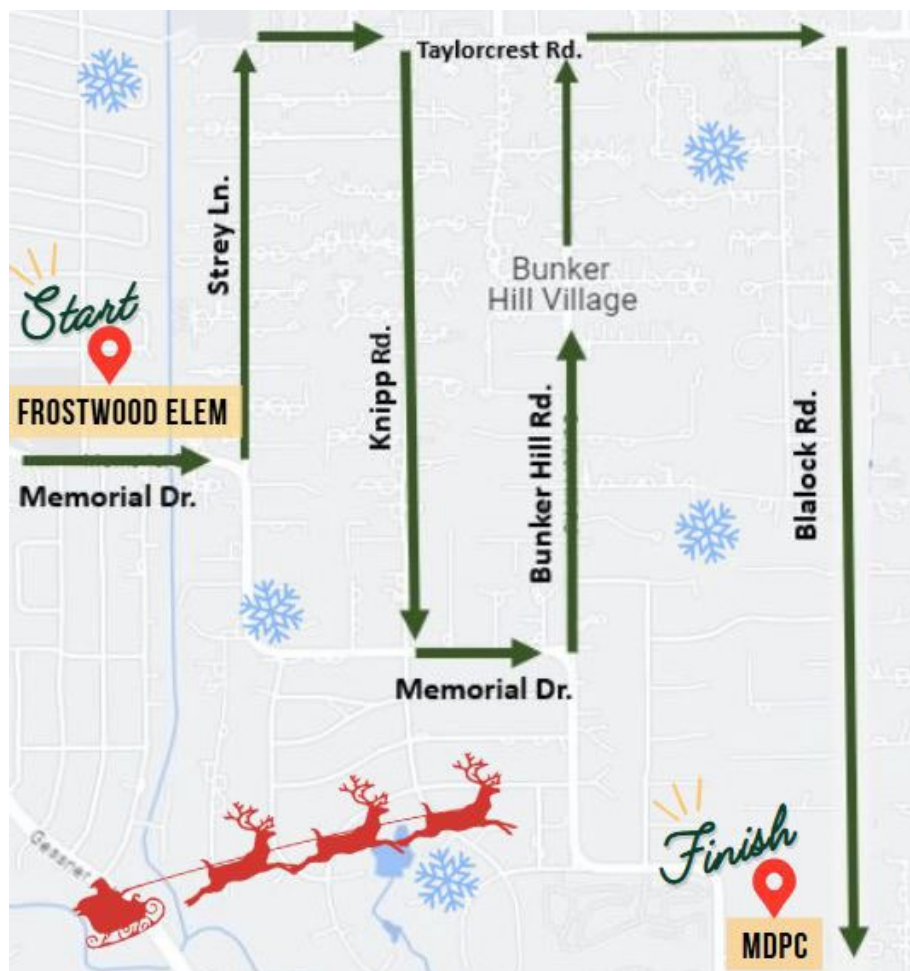 Taylorcrest Rd.
Strey Ln.
Bunker
Hill Village
Start
Knipp Rd.
FROSTWOOD ELEM
Bunker Hill Rd.
Blalock Rd.
Memorial Dr.
Memorial Dr.
Finish
Gessner
MDPC